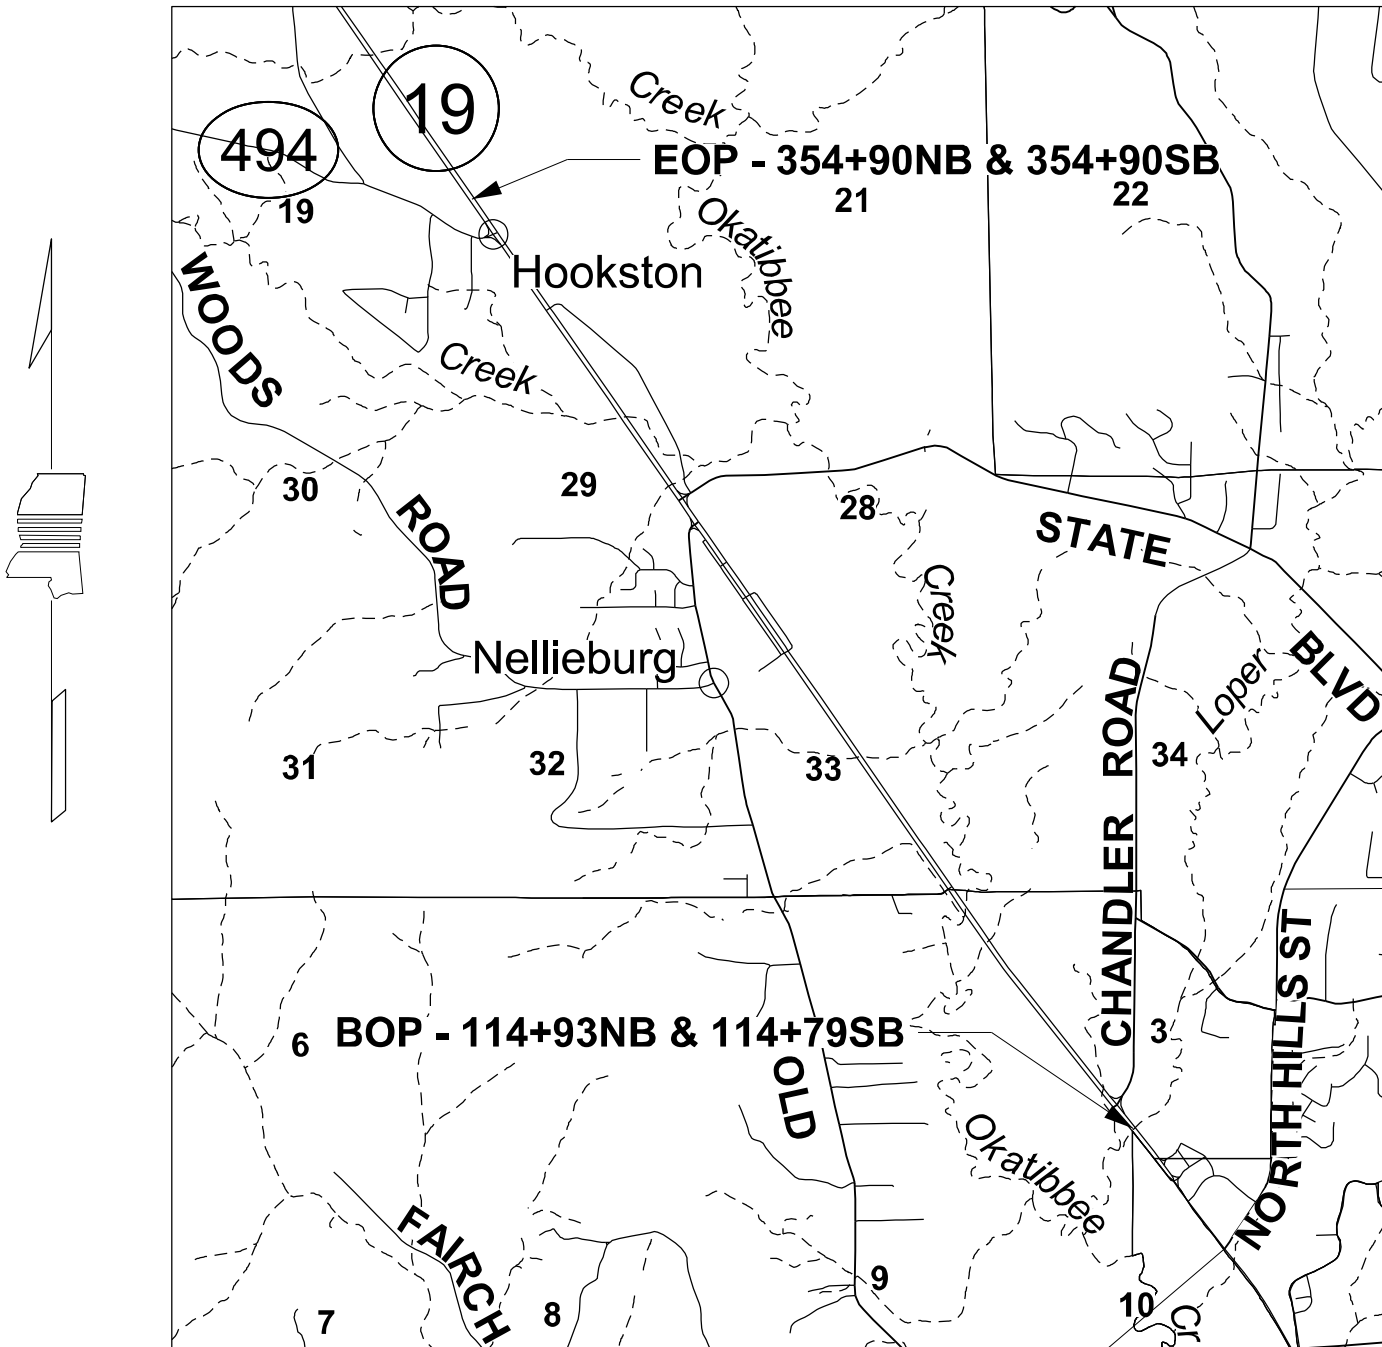 19
494
Creek
EOP - 354+90NB & 354+90SB
19
21
22
Okatibbee
Hookston
WOODS
Creek
30
29
28
ROAD
STATE
Creek
Nellieburg
BLVD
Loper
CHANDLER ROAD
31
32
33
34
6
BOP - 114+93NB & 114+79SB
3
OLD
NORTH HILLS ST
Okatibbee
FAIRCH
7
8
9
10
Cr